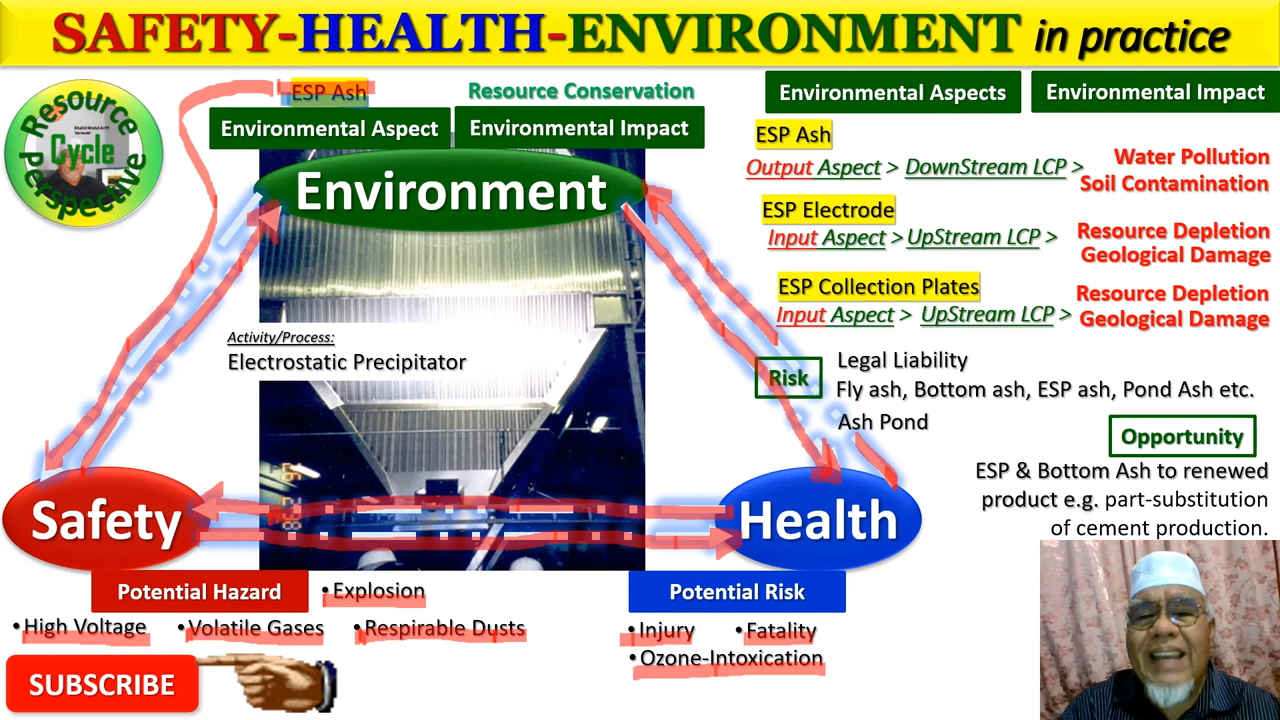 SAFETY-HEALTH-ENVIRONMENT in practice
Resource
Cycle
Perspective
Khalid Mohd Ariff
ESP Ash
Resource Conservation
Environmental Aspect
Environmental Impact
Environment
Activity/Process:
Electrostatic Precipitator
Safety
Health
Potential Hazard
•Explosion
•High Voltage •Volatile Gases •Respirable Dusts
Potential Risk
•Injury •Fatality
•Ozone-Intoxication
SUBSCRIBE
Environmental Aspects
Environmental Impact
ESP Ash
Output Aspect > DownStream LCP >
Water Pollution
Soil Contamination
ESP Electrode
Input Aspect >UpStream LCP >
Resource Depletion
Geological Damage
ESP Collection Plates
Input Aspect > UpStream LCP >
Resource Depletion
Geological Damage
Risk
Legal Liability
Fly ash, Bottom ash, ESP ash, Pond Ash etc.
Ash Pond
Opportunity
ESP & Bottom Ash to renewed
product e.g. part-substitution
of cement production.